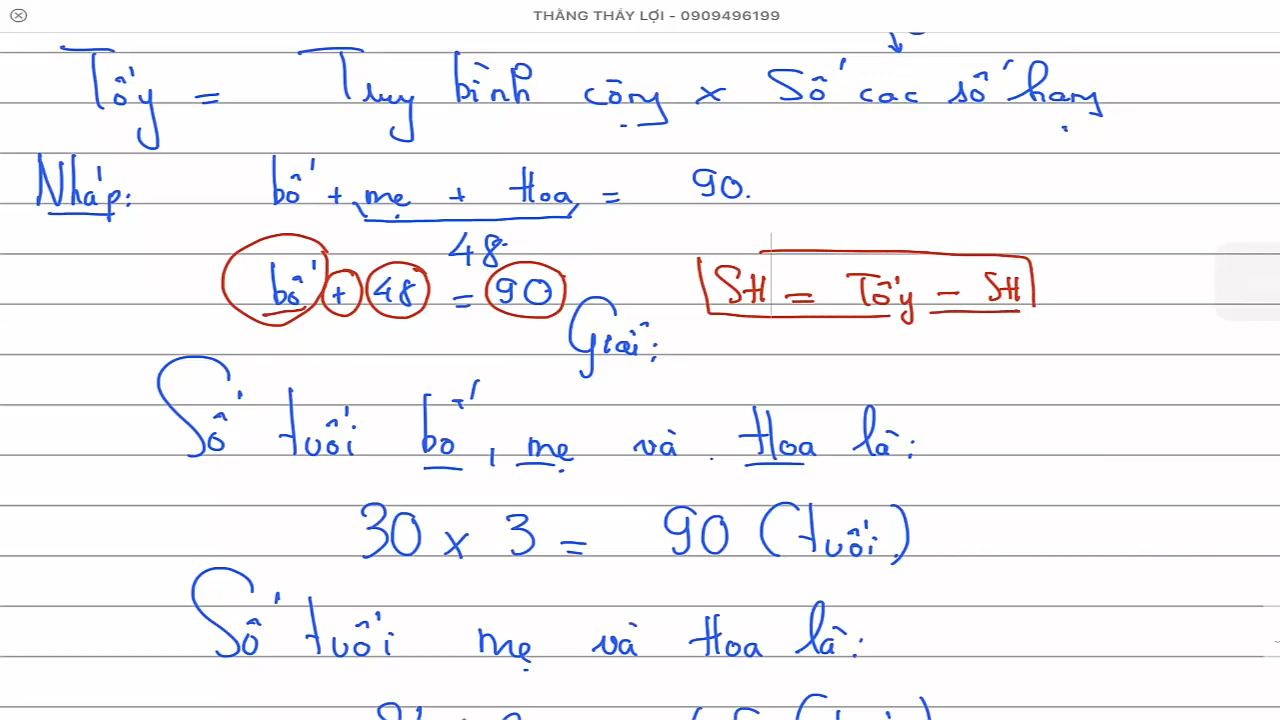 THẦNG THẦY LỢI - 0909496199
Tổng = Trung bình cộng x Số các số hạng
Nháp: bố + mẹ + Hoa = 90.
48
bố + 48 = 90 SH = Tổng - SH
Giải:
Số tuổi bố, mẹ và Hoa là:
30 x 3 = 90 (tuổi)
Số tuổi mẹ và Hoa là: